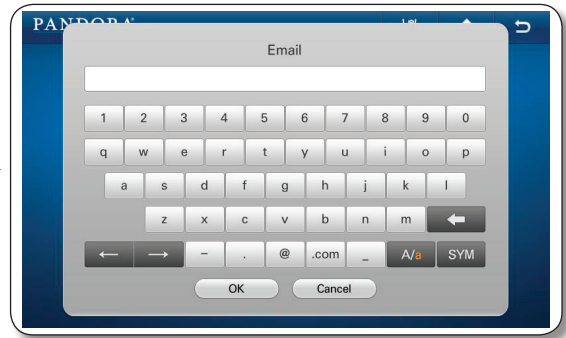 PANDORA
Email
1 2 3 4 5 6 7 8 9 0
q w e r t y u i o p
a s d f g h j k l
z x c v b n m ←
← → - . @ .com _ A/a SYM
OK Cancel